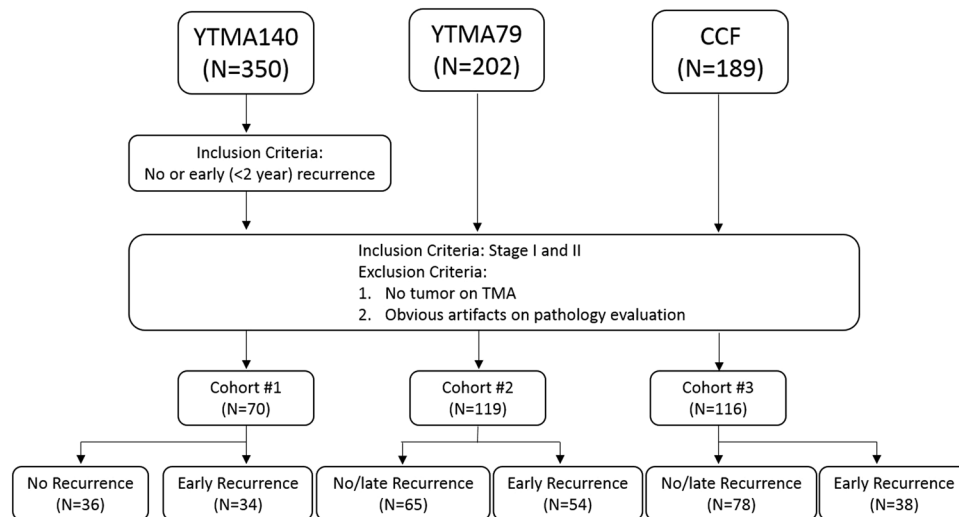 YTMA140
(N=350)
YTMA79
(N=202)
CCF
(N=189)
Inclusion Criteria:
No or early (<2 year) recurrence
Inclusion Criteria: Stage I and II
Exclusion Criteria:
1. No tumor on TMA
2. Obvious artifacts on pathology evaluation
Cohort #1
(N=70)
Cohort #2
(N=119)
Cohort #3
(N=116)
No Recurrence
(N=36)
Early Recurrence
(N=34)
No/late Recurrence
(N=65)
Early Recurrence
(N=54)
No/late Recurrence
(N=78)
Early Recurrence
(N=38)